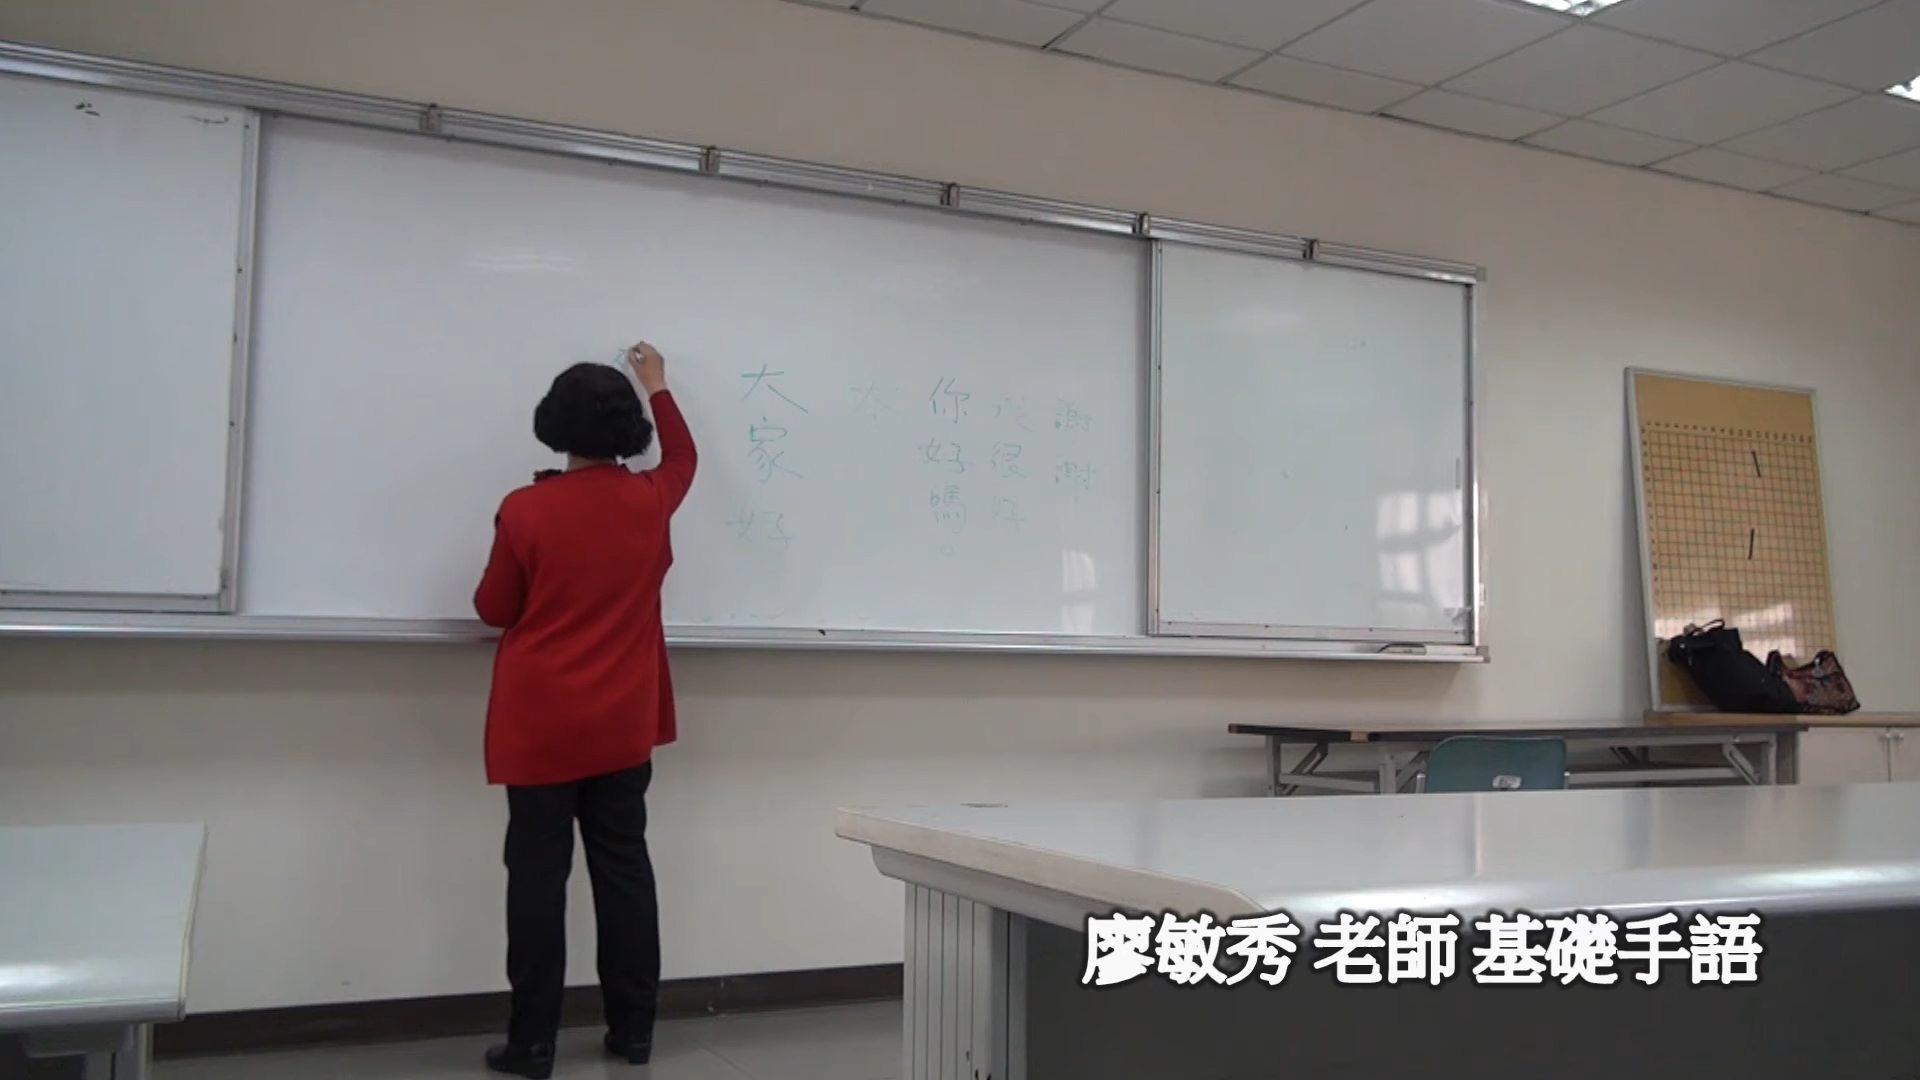 謝謝
我很好
你好嗎。
大家好
廖敏秀 老師 基礎手語